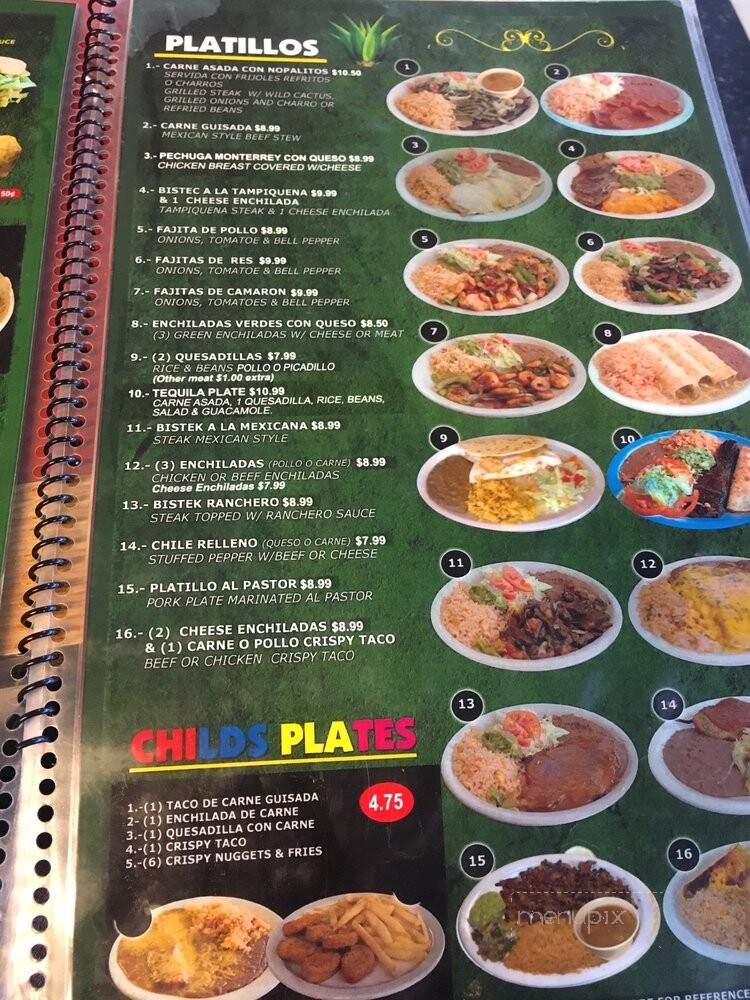 UCE
50¢
PLATILLOS
1.- CARNE ASADA CON NOPALITOS $10.50
SERVIDA CON FRIJOLES REFRITOS
O CHARROS
GRILLED STEAK W/ WILD CACTUS,
GRILLED ONIONS AND CHARRO OR
REFRIED BEANS
2.- CARNE GUISADA $8.99
MEXICAN STYLE BEEF STEW
3.- PECHUGA MONTERREY CON QUESO $8.99
CHICKEN BREAST COVERED W/CHEESE
4.- BISTEC A LA TAMPIQUENA $9.99
& 1 CHEESE ENCHILADA
TAMPIQUENA STEAK & 1 CHEESE ENCHILADA
5.- FAJITA DE POLLO $8.99
ONIONS, TOMATOE & BELL PEPPER
6.- FAJITAS DE RES $9.99
ONIONS, TOMATOE & BELL PEPPER
7.- FAJITAS DE CAMARON $9.99
ONIONS, TOMATOES & BELL PEPPER
8.- ENCHILADAS VERDES CON QUESO $8.50
(3) GREEN ENCHILADAS W/ CHEESE OR MEAT
9.- (2) QUESADILLAS $7.99
RICE & BEANS POLLO O PICADILLO
(Other meat $1.00 extra)
10.- TEQUILA PLATE $10.99
CARNE ASADA, 1 QUESADILLA, RICE, BEANS,
SALAD & GUACAMOLE.
11.- BISTEK A LA MEXICANA $8.99
STEAK MEXICAN STYLE
12.- (3) ENCHILADAS (POLLO O CARNE) $8.99
CHICKEN OR BEEF ENCHILADAS
Cheese Enchiladas $7.99
13.- BISTEK RANCHERO $8.99
STEAK TOPPED W/ RANCHERO SAUCE
14.- CHILE RELLENO (QUESO O CARNE) $7.99
STUFFED PEPPER W/BEEF OR CHEESE
15.- PLATILLO AL PASTOR $8.99
PORK PLATE MARINATED AL PASTOR
16.- (2) CHEESE ENCHILADAS $8.99
& (1) CARNE O POLLO CRISPY TACO
BEEF OR CHICKEN CRISPY TACO
1
2
3
4
5
6
7
8
9
10
11
12
13
14
15
16
CHILDS PLATES
4.75
1.-(1) TACO DE CARNE GUISADA
2- (1) ENCHILADA DE CARNE
3.-(1) QUESADILLA CON CARNE
4.-(1) CRISPY TACO
5.-(6) CRISPY NUGGETS & FRIES
menupix
FOR REFERENCE